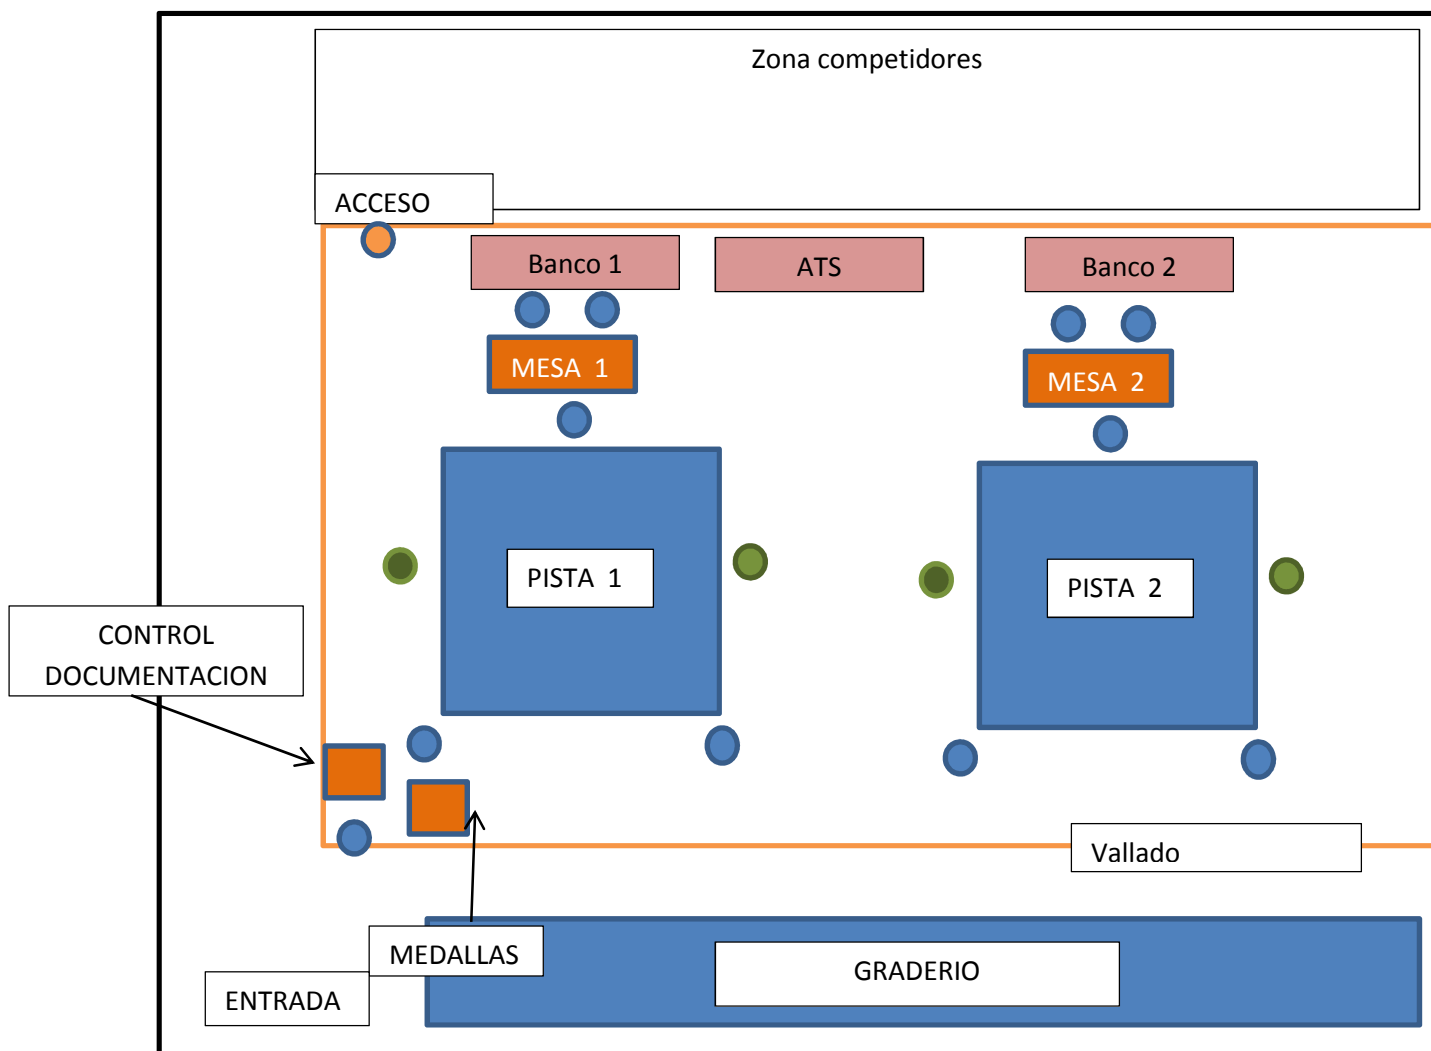 Zona competidores
ACCESO
Banco 1
ATS
Banco 2
MESA  1
MESA  2
PISTA  1
PISTA  2
CONTROL
DOCUMENTACION
Vallado
MEDALLAS
GRADERIO
ENTRADA